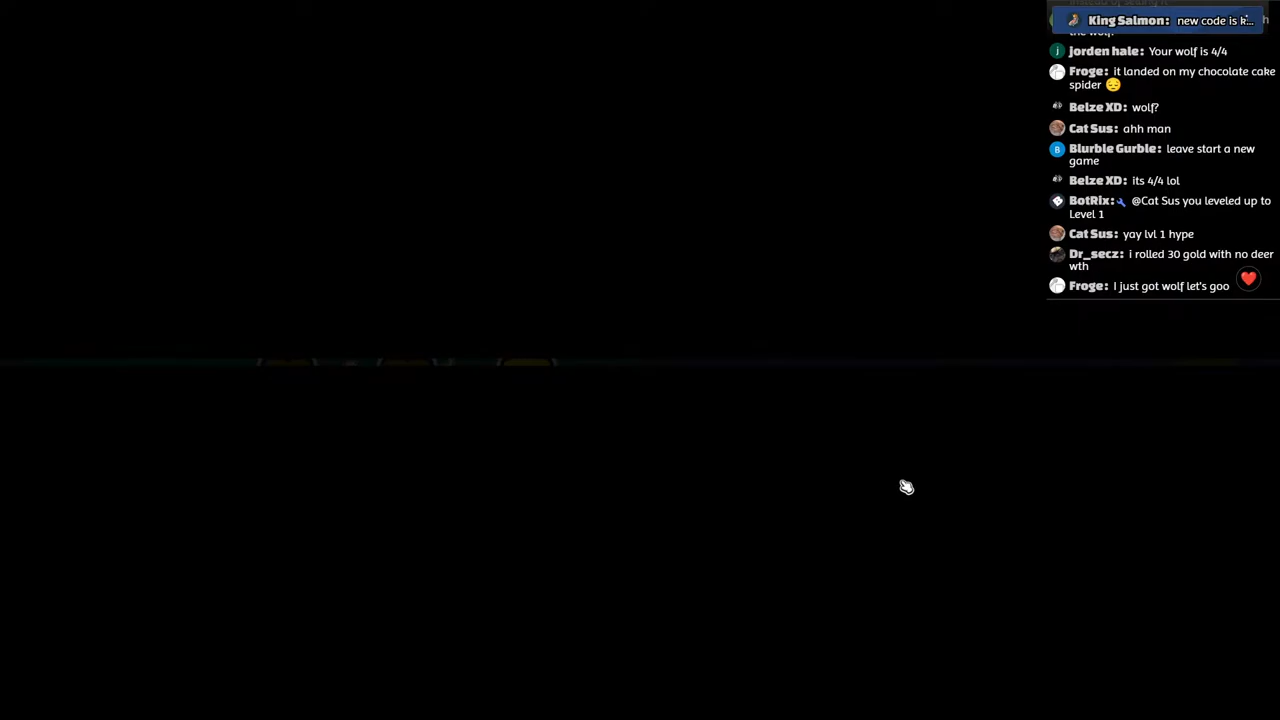 King Salmon: new code is k...
the wolf?
jorden hale: Your wolf is 4/4
Froge: it landed on my chocolate cake
spider 😔
Belze XD: wolf?
Cat Sus: ahh man
Blurble Gurble: leave start a new
game
Belze XD: its 4/4 lol
BotRix: @Cat Sus you leveled up to
Level 1
Cat Sus: yay lvl 1 hype
Dr_secz: i rolled 30 gold with no deer
wth
Froge: I just got wolf let's goo